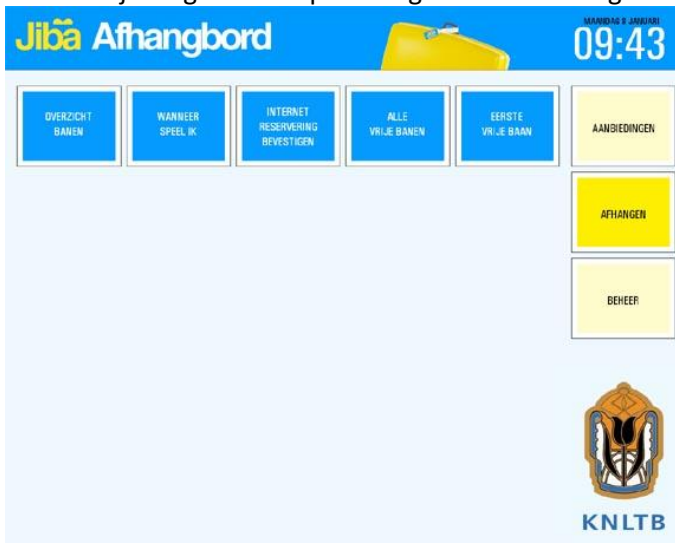 Jibã Afhangbord
MAANDAG 8 JANUARI
09:43
OVERZICHT
BANEN
WANNEER
SPEEL IK
INTERNET
RESERVERING
BEVESTIGEN
ALLE
VRIJE BANEN
EERSTE
VRIJE BAAN
AANBIEDINGEN
AFHANGEN
BEHEER
KNLTB